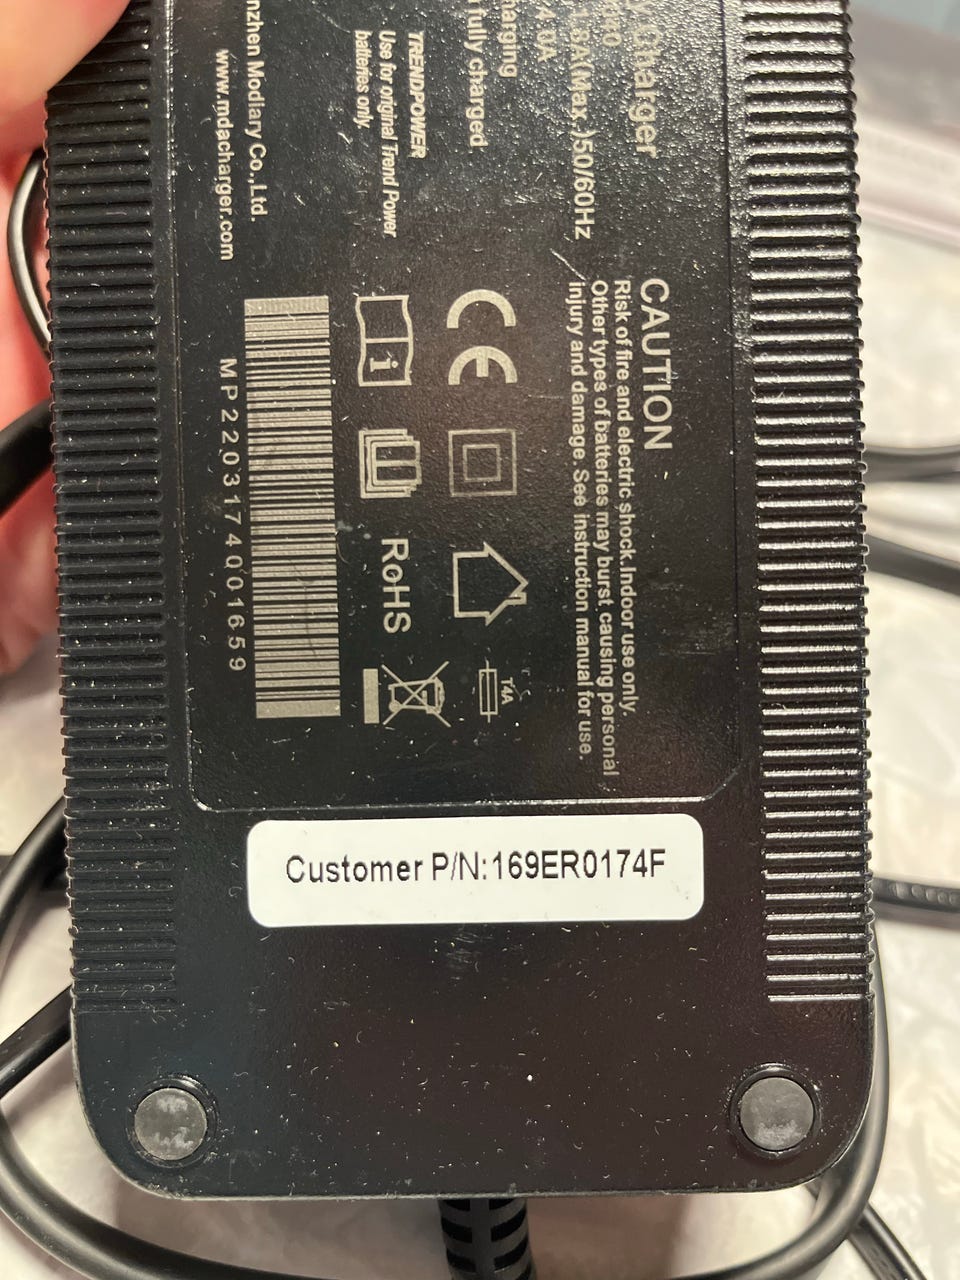 Charger
1.8A(Max.)50/60Hz
4.0A
fully charged
TRENDPOWER
Use for original Trend Power
batteries only.
Modiary Co.,Ltd.
www.mdacharger.com
CAUTION
Risk of fire and electric shock.Indoor use only.
Other types of batteries may burst causing personal
injury and damage. See instruction manual for use.
CE
T4A
i
RoHS
MP2203174001659
Customer P/N:169ER0174F